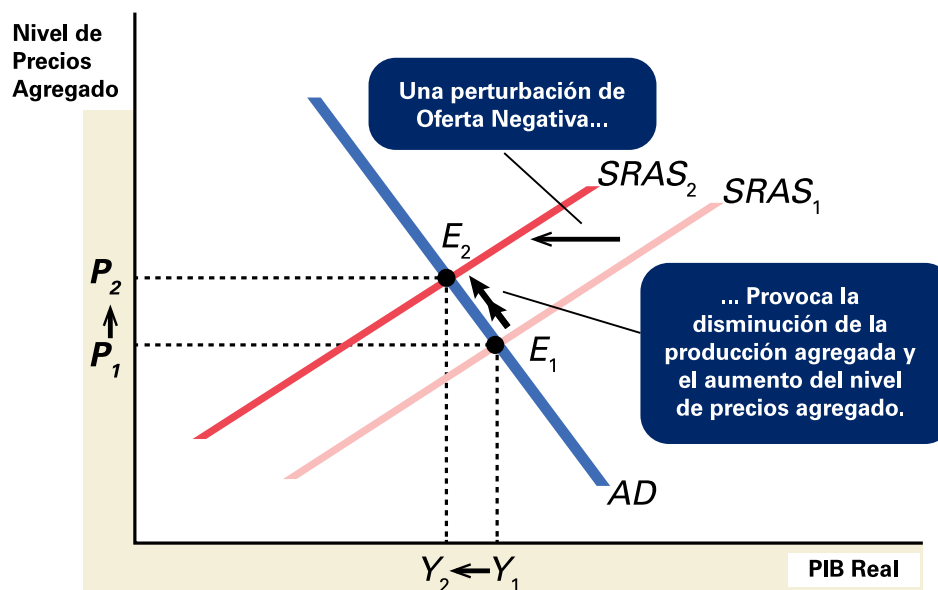 Nivel de
Precios
Agregado
Una perturbación de
Oferta Negativa...
SRAS2
SRAS1
E2
P2
P1
E1
... Provoca la
disminución de la
producción agregada y
el aumento del nivel
de precios agregado.
AD
Y2
Y1
PIB Real